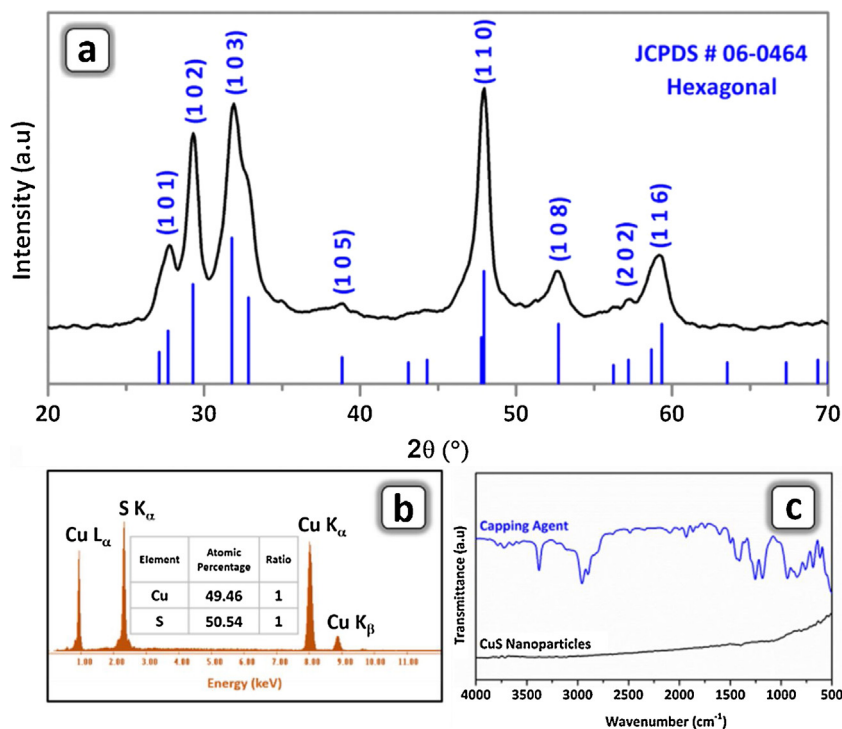 a
JCPDS # 06-0464
Hexagonal
(1 0 1)
(1 0 2)
(1 0 3)
(1 0 5)
(1 1 0)
(1 0 8)
(2 0 2)
(1 1 6)
Intensity (a.u)
20 30 40 50 60 70
2θ (°)
b
Cu Lα
S Kα
Cu Kα
Cu Kβ
Element Atomic Percentage Ratio
Cu 49.46 1
S 50.54 1
1.00 2.00 3.00 4.00 5.00 6.00 7.00 8.00 9.00 10.00 11.00
Energy (keV)
c
Capping Agent
CuS Nanoparticles
Transmittance (a.u)
4000 3500 3000 2500 2000 1500 1000 500
Wavenumber (cm⁻¹)